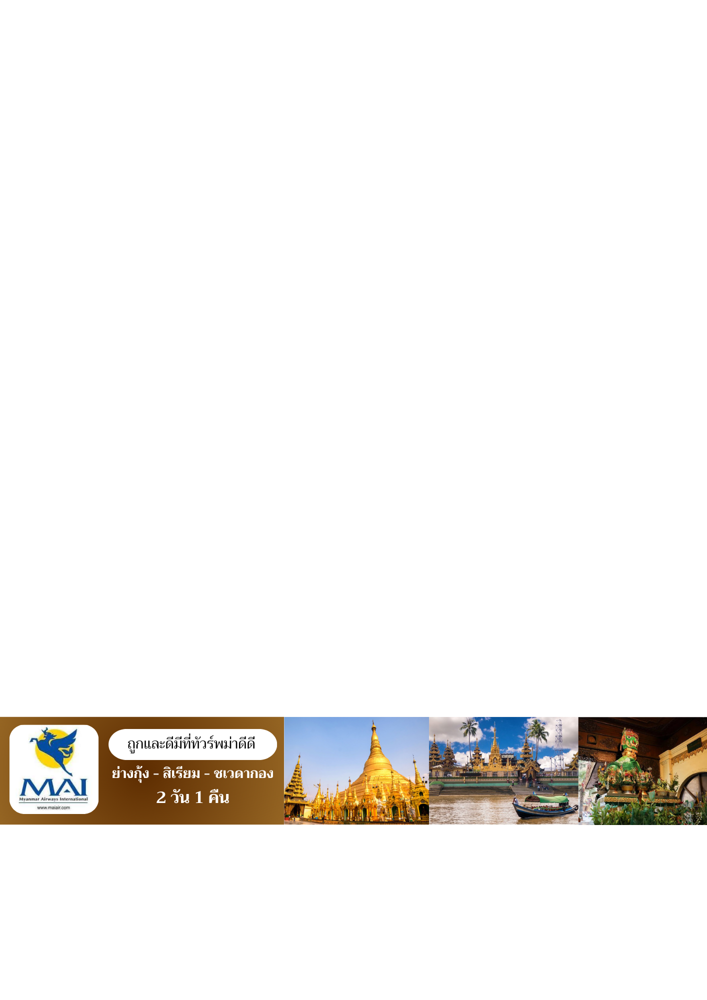 MAI
Myanmar Airways International
www.maiair.com
ถูกและดีมีที่ทัวร์พม่าดีดี
ย่างกุ้ง - สิเรียม - ชเวดากอง
2 วัน 1 คืน